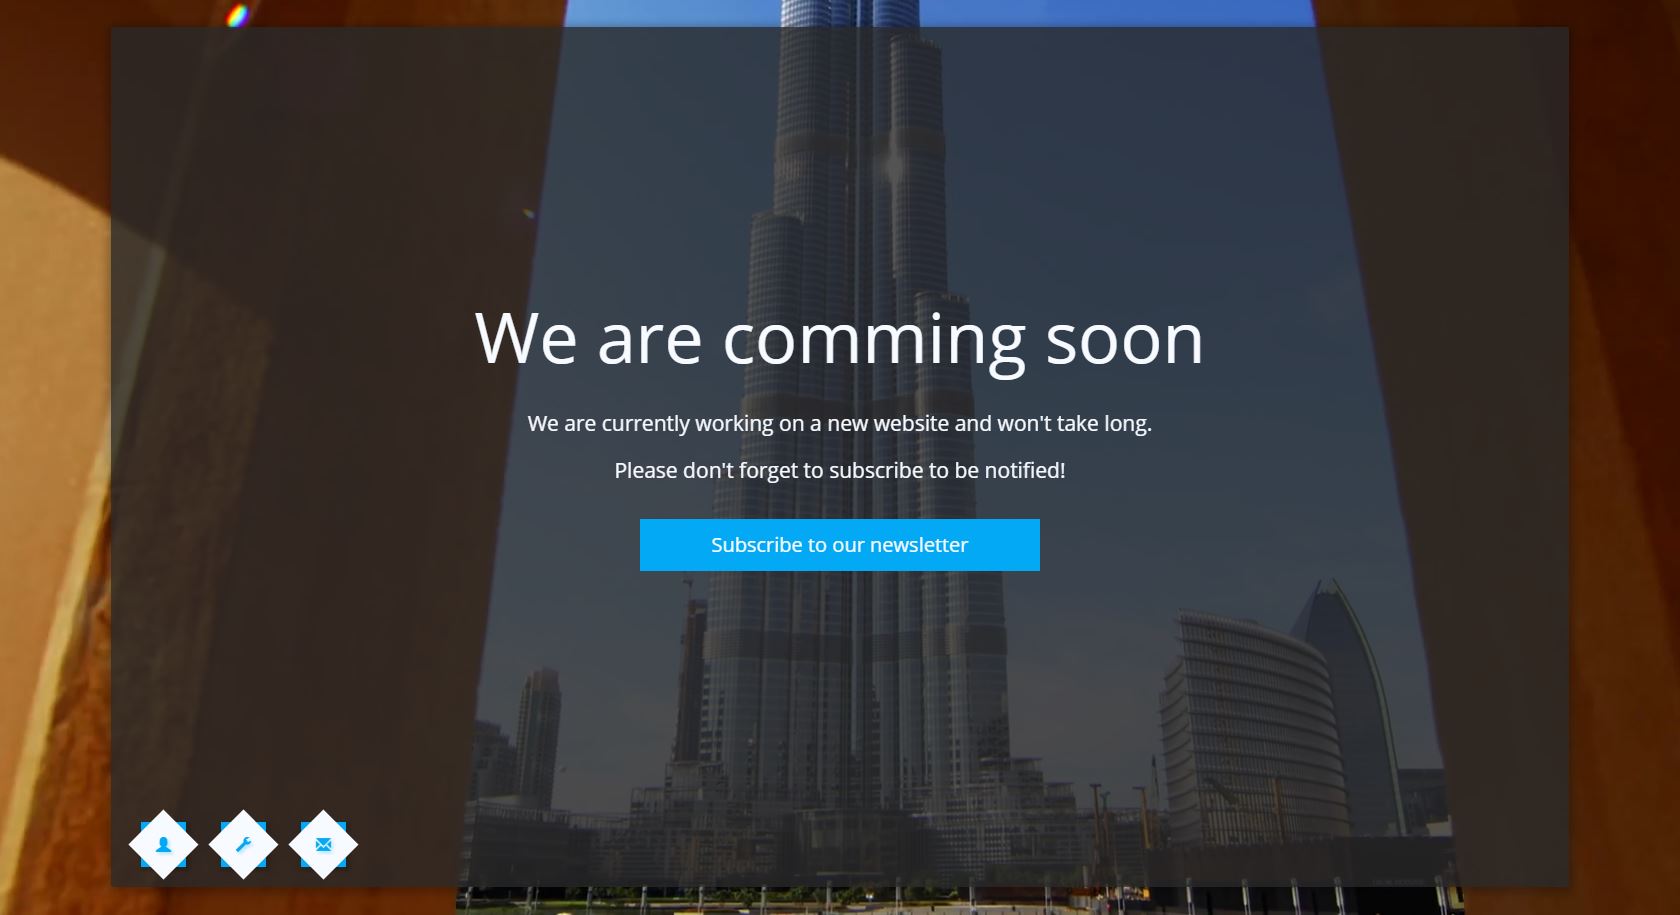 We are comming soon
We are currently working on a new website and won't take long.
Please don't forget to subscribe to be notified!
Subscribe to our newsletter